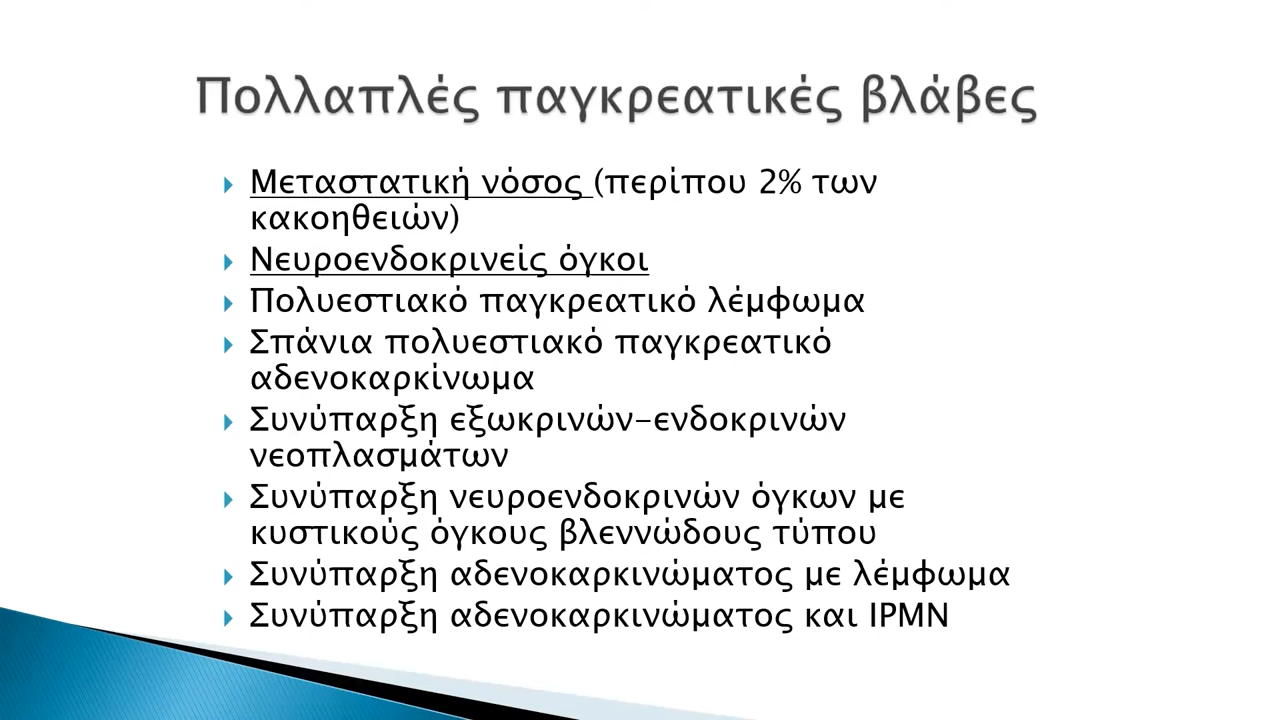 Πολλαπλές παγκρεατικές βλάβες
Μεταστατική νόσος (περίπου 2% των
κακοηθειών)
Νευροενδοκρινείς όγκοι
Πολυεστιακό παγκρεατικό λέμφωμα
Σπάνια πολυεστιακό παγκρεατικό
αδενοκαρκίνωμα
Συνύπαρξη εξωκρινών-ενδοκρινών
νεοπλασμάτων
Συνύπαρξη νευροενδοκρινών όγκων με
κυστικούς όγκους βλεννώδους τύπου
Συνύπαρξη αδενοκαρκινώματος με λέμφωμα
Συνύπαρξη αδενοκαρκινώματος και IPMN